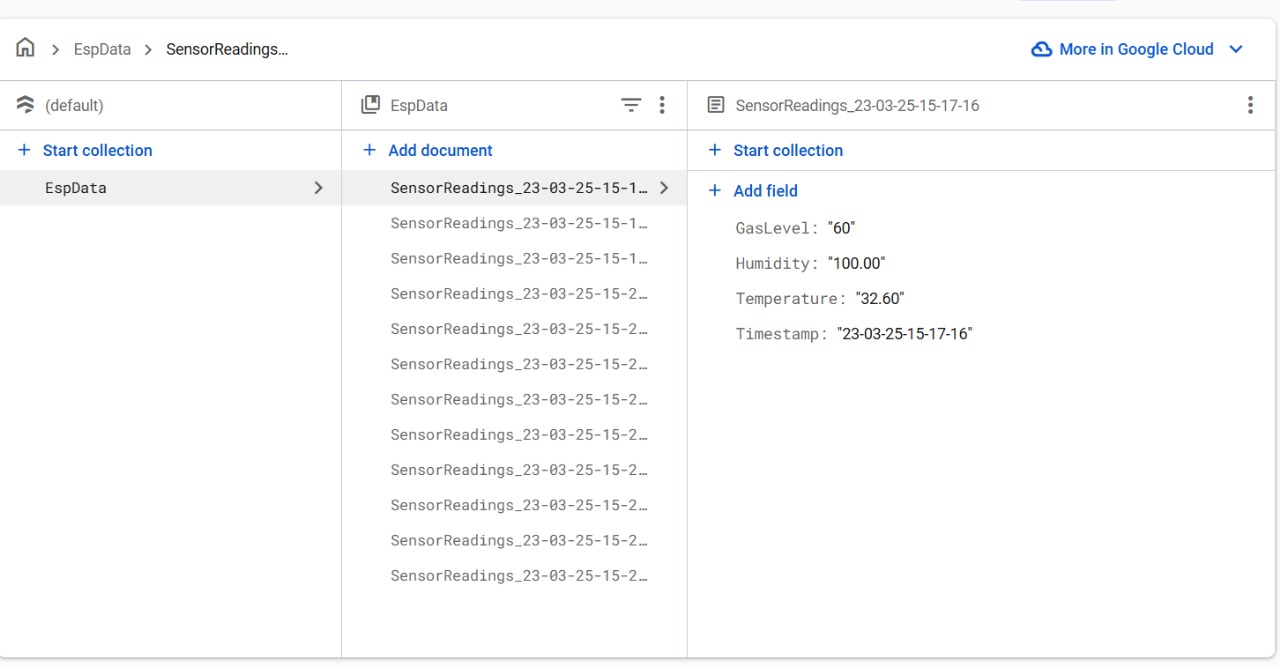 EspData
SensorReadings…
More in Google Cloud
(default)
Start collection
EspData
EspData
Add document
SensorReadings_23-03-25-15-1…
SensorReadings_23-03-25-15-1…
SensorReadings_23-03-25-15-1…
SensorReadings_23-03-25-15-2…
SensorReadings_23-03-25-15-2…
SensorReadings_23-03-25-15-2…
SensorReadings_23-03-25-15-2…
SensorReadings_23-03-25-15-2…
SensorReadings_23-03-25-15-2…
SensorReadings_23-03-25-15-2…
SensorReadings_23-03-25-15-2…
SensorReadings_23-03-25-15-2…
SensorReadings_23-03-25-15-17-16
Start collection
Add field
GasLevel: "60"
Humidity: "100.00"
Temperature: "32.60"
Timestamp: "23-03-25-15-17-16"